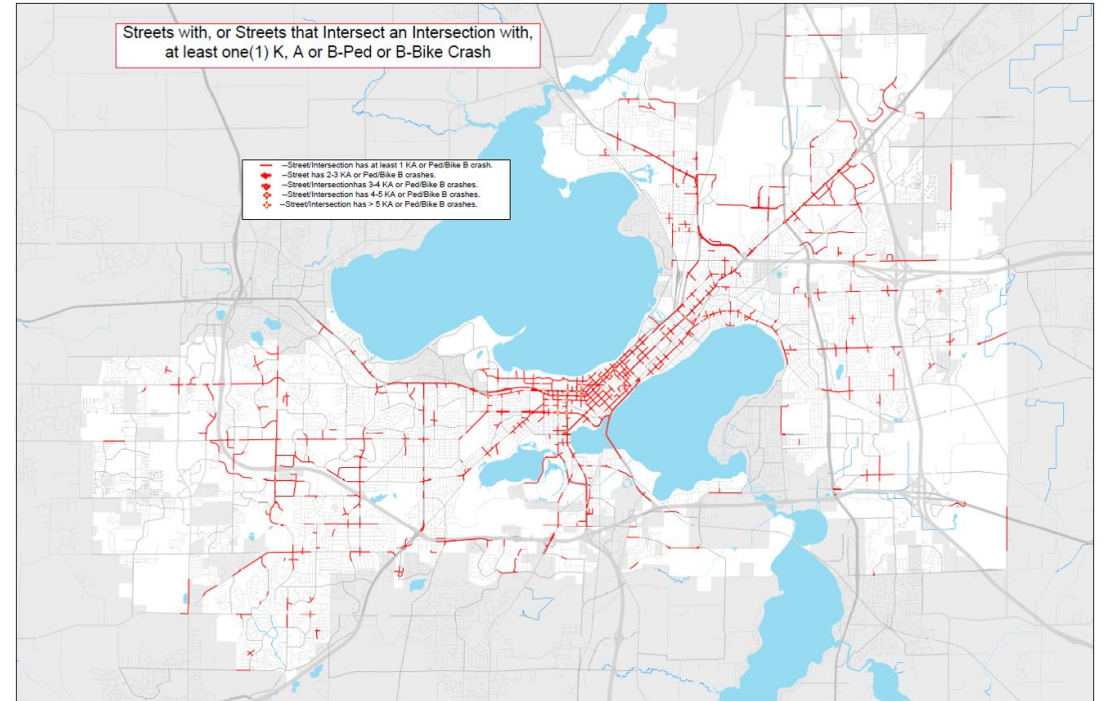 Streets with, or Streets that Intersect an Intersection with,
at least one(1) K, A or B-Ped or B-Bike Crash
--Street/Intersection has at least 1 KA or Ped/Bike B crash.
--Street has 2-3 KA or Ped/Bike B crashes.
--Street/Intersectionhas 3-4 KA or Ped/Bike B crashes.
--Street/Intersection has 4-5 KA or Ped/Bike B crashes.
--Street/Intersection has > 5 KA or Ped/Bike B crashes.